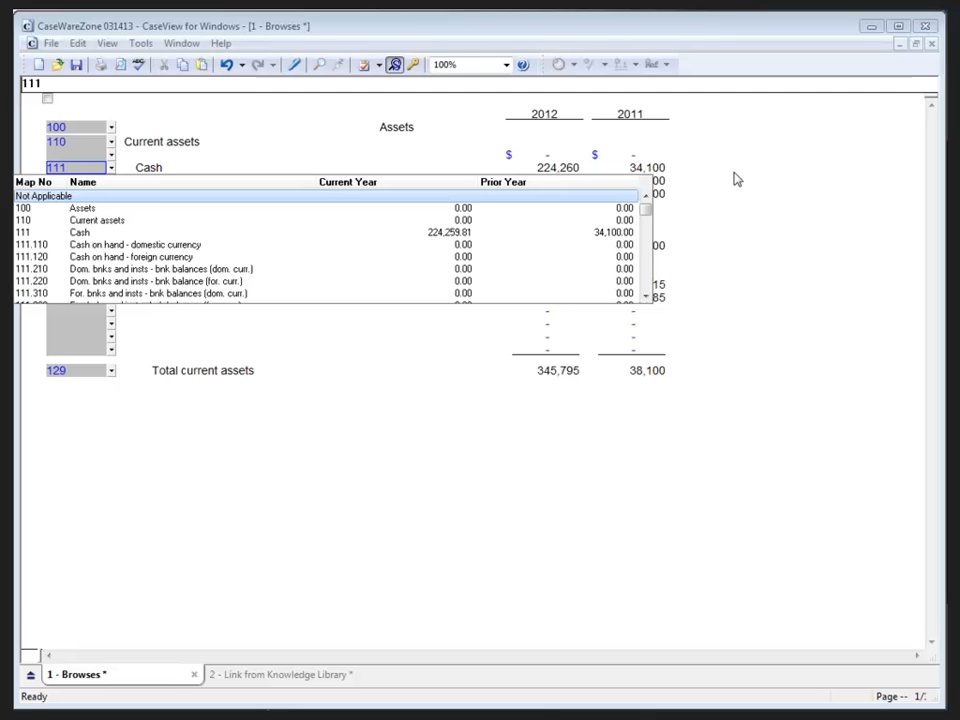 CaseWareZone 031413 - CaseView for Windows - [1 - Browses *]
File Edit View Tools Window Help
100%
111
2012 2011
100 Assets
110 Current assets
$ - $ -
111 Cash 224,260 34,100
Map No Name Current Year Prior Year
00
Not Applicable
00
100 Assets 0.00 0.00
110 Current assets 0.00 0.00
111 Cash 224,259.81 34,100.00
111.110 Cash on hand - domestic currency 0.00 0.00
00
111.120 Cash on hand - foreign currency 0.00 0.00
111.210 Dom. bnks and insts - bnk balances (dom. curr.) 0.00 0.00
111.220 Dom. bnks and insts - bnk balance (for. curr.) 0.00 0.00
15
111.310 For. bnks and insts - bnk balances (dom. curr.) 0.00 0.00
85
- -
- -
- -
- -
129 Total current assets 345,795 38,100
1 - Browses *
2 - Link from Knowledge Library *
Ready
Page -- 1/